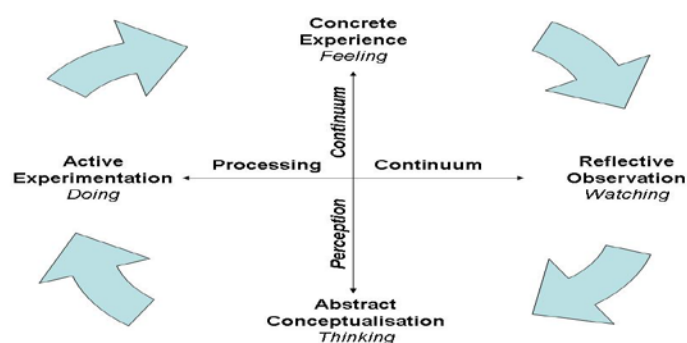 Concrete
Experience
Feeling
Continuum
Active
Experimentation
Doing
Processing
Continuum
Reflective
Observation
Watching
Perception
Abstract
Conceptualisation
Thinking